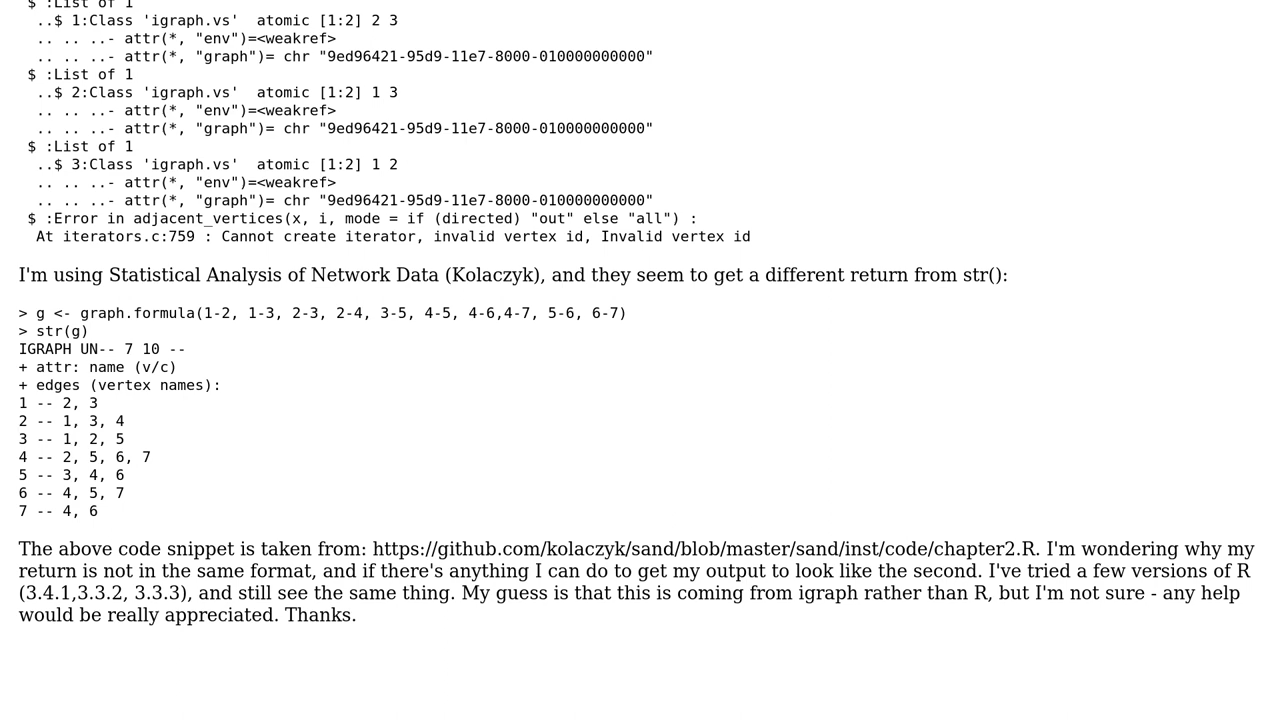 $ :List of 1
..$ 1:Class 'igraph.vs'  atomic [1:2] 2 3
.. .. ..- attr(*, "env")=<weakref>
.. .. ..- attr(*, "graph")= chr "9ed96421-95d9-11e7-8000-010000000000"
$ :List of 1
..$ 2:Class 'igraph.vs'  atomic [1:2] 1 3
.. .. ..- attr(*, "env")=<weakref>
.. .. ..- attr(*, "graph")= chr "9ed96421-95d9-11e7-8000-010000000000"
$ :List of 1
..$ 3:Class 'igraph.vs'  atomic [1:2] 1 2
.. .. ..- attr(*, "env")=<weakref>
.. .. ..- attr(*, "graph")= chr "9ed96421-95d9-11e7-8000-010000000000"
$ :Error in adjacent_vertices(x, i, mode = if (directed) "out" else "all") :
At iterators.c:759 : Cannot create iterator, invalid vertex id, Invalid vertex id
I'm using Statistical Analysis of Network Data (Kolaczyk), and they seem to get a different return from str():
> g <- graph.formula(1-2, 1-3, 2-3, 2-4, 3-5, 4-5, 4-6,4-7, 5-6, 6-7)
> str(g)
IGRAPH UN-- 7 10 --
+ attr: name (v/c)
+ edges (vertex names):
1 -- 2, 3
2 -- 1, 3, 4
3 -- 1, 2, 5
4 -- 2, 5, 6, 7
5 -- 3, 4, 6
6 -- 4, 5, 7
7 -- 4, 6
The above code snippet is taken from: https://github.com/kolaczyk/sand/blob/master/sand/inst/code/chapter2.R. I'm wondering why my
return is not in the same format, and if there's anything I can do to get my output to look like the second. I've tried a few versions of R
(3.4.1,3.3.2, 3.3.3), and still see the same thing. My guess is that this is coming from igraph rather than R, but I'm not sure - any help
would be really appreciated. Thanks.